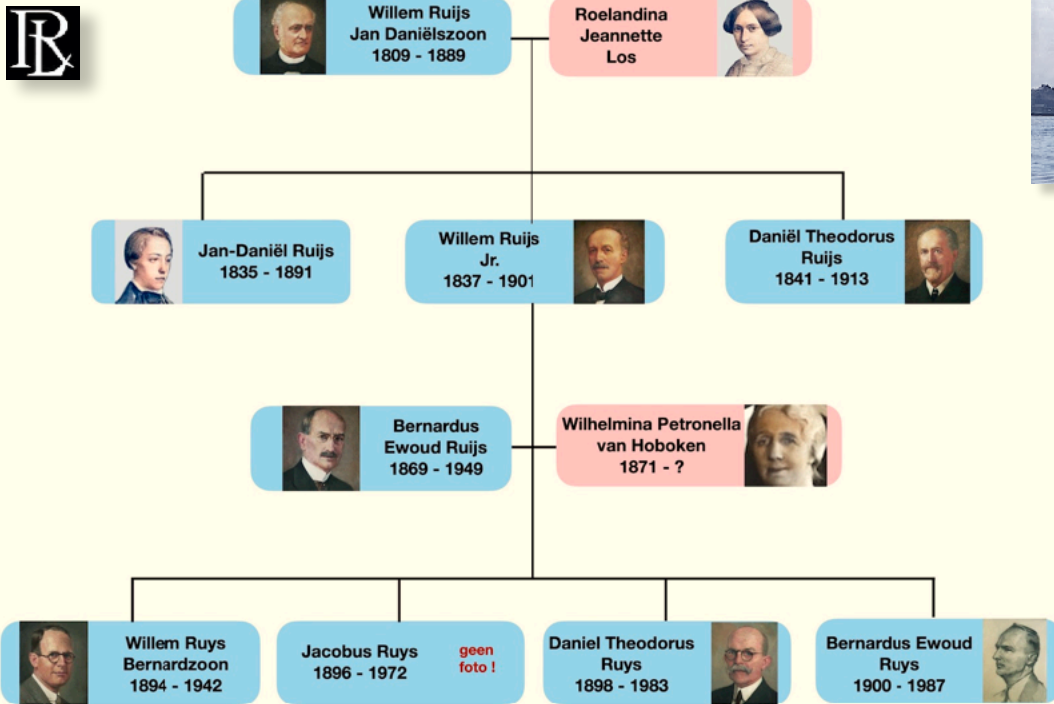 RL
Willem Ruijs
Jan Daniëlszoon
1809 - 1889
Roelandina
Jeannette
Los
Jan-Daniël Ruijs
1835 - 1891
Willem Ruijs
Jr.
1837 - 1901
Daniël Theodorus
Ruijs
1841 - 1913
Bernardus
Ewoud Ruijs
1869 - 1949
Wilhelmina Petronella
van Hoboken
1871 - ?
Willem Ruys
Bernardzoon
1894 - 1942
Jacobus Ruys
1896 - 1972
geen
foto !
Daniel Theodorus
Ruys
1898 - 1983
Bernardus Ewoud
Ruys
1900 - 1987